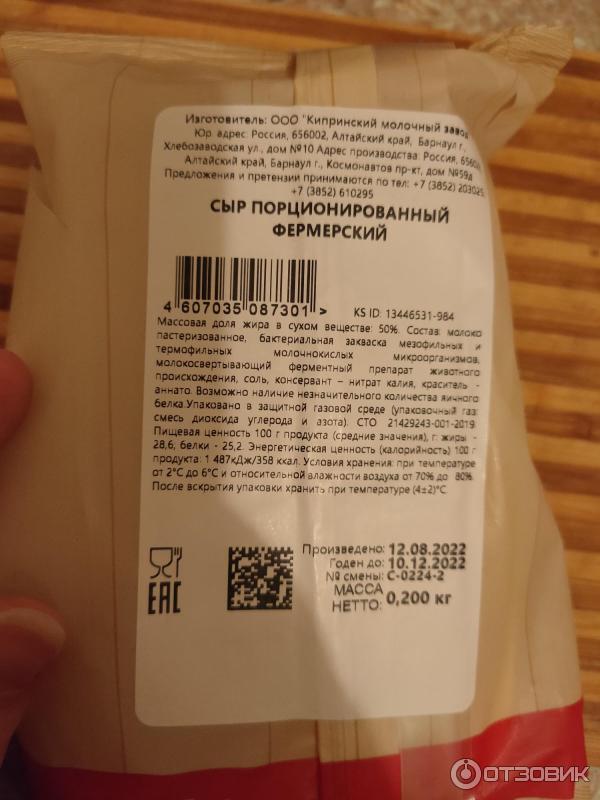 Изготовитель: ООО "Кипринский молочный завод
Юр. адрес: Россия, 656002, Алтайский край, Барнаул г.,
Хлебозаводская ул., дом №10 Адрес производства: Россия, 6560
Алтайский край, Барнаул г., Космонавтов пр-кт, дом №59д
Предложения и претензии принимаются по тел: +7 (3852) 203025,
+7 (3852) 610295
СЫР ПОРЦИОНИРОВАННЫЙ
ФЕРМЕРСКИЙ
4 607035 087301 >
KS ID: 13446531-984
Массовая доля жира в сухом веществе: 50%. Состав: молоко
пастеризованное, бактериальная закваска мезофильных и
термофильных молочнокислых микроорганизмов,
молокосвертывающий ферментный препарат животного
происхождения, соль, консервант – нитрат калия, краситель -
аннато. Возможно наличие незначительного количества яичного
белка.Упаковано в защитной газовой среде (упаковочный газ:
смесь диоксида углерода и азота). СТО 21429243-001-2019.
Пищевая ценность 100 г продукта (средние значения), г: жиры -
28,6, белки - 25,2. Энергетическая ценность (калорийность) 100 г
продукта: 1 487кДж/358 ккал. Условия хранения: при температуре
от 2°С до 6°С и относительной влажности воздуха от 70% до 80%.
После вскрытия упаковки хранить при температуре (4±2)°С.
Произведено: 12.08.2022
Годен до: 10.12.2022
№ смены: С-0224-2
МАССА
НЕТТО: 0,200 кг
EAC
ОТЗОВИК